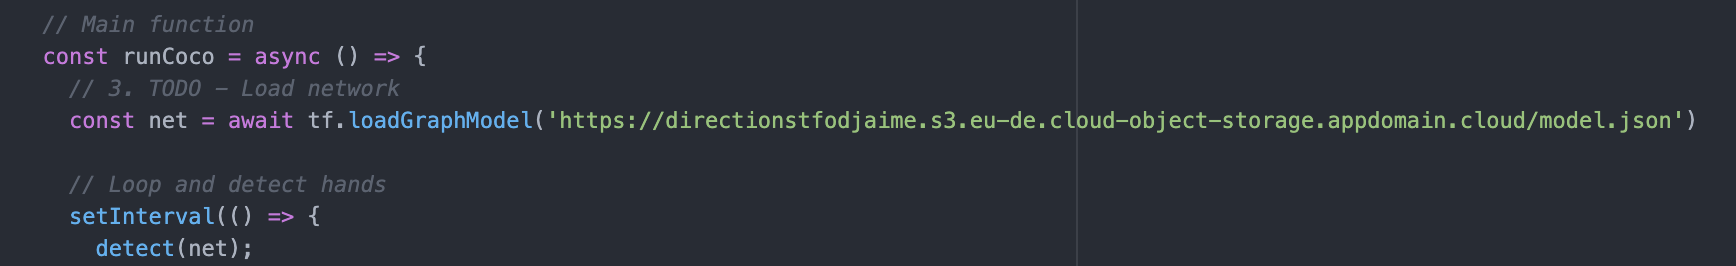 // Main function
const runCoco = async () => {
// 3. TODO - Load network
const net = await tf.loadGraphModel('https://directionstfodjaime.s3.eu-de.cloud-object-storage.appdomain.cloud/model.json')
// Loop and detect hands
setInterval(() => {
detect(net);